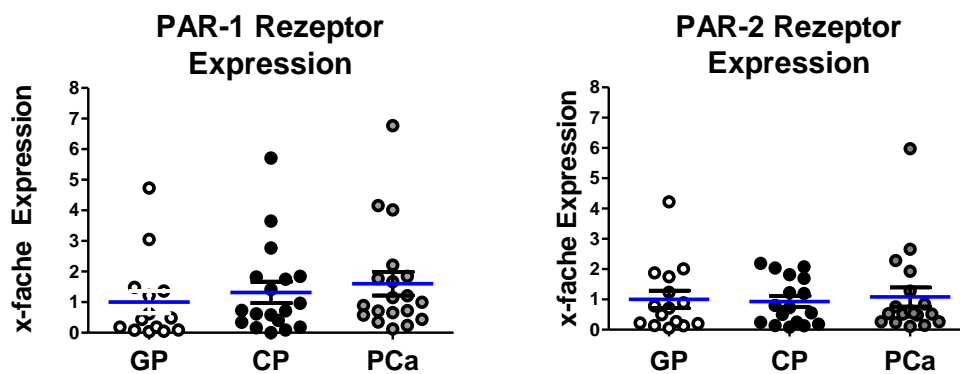 PAR-1 Rezeptor
Expression
x-fache Expression
8
7
6
5
4
3
2
1
0
GP CP PCa
PAR-2 Rezeptor
Expression
x-fache Expression
8
7
6
5
4
3
2
1
0
GP CP PCa